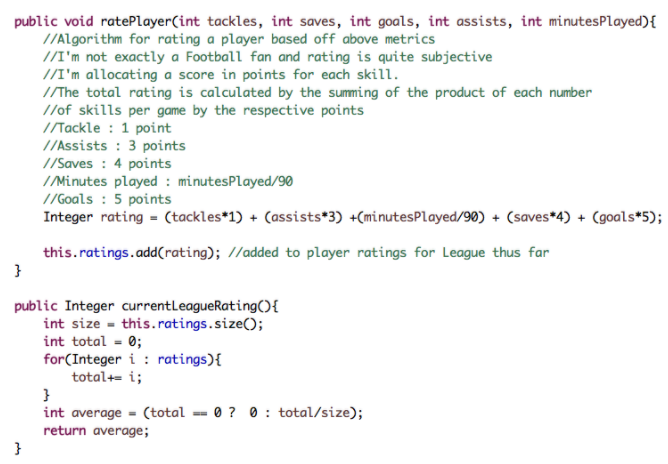 public void ratePlayer(int tackles, int saves, int goals, int assists, int minutesPlayed){
//Algorithm for rating a player based off above metrics
//I'm not exactly a Football fan and rating is quite subjective
//I'm allocating a score in points for each skill.
//The total rating is calculated by the summing of the product of each number
//of skills per game by the respective points
//Tackle : 1 point
//Assists : 3 points
//Saves : 4 points
//Minutes played : minutesPlayed/90
//Goals : 5 points
Integer rating = (tackles*1) + (assists*3) +(minutesPlayed/90) + (saves*4) + (goals*5);
this.ratings.add(rating); //added to player ratings for League thus far
}
public Integer currentLeagueRating(){
int size = this.ratings.size();
int total = 0;
for(Integer i : ratings){
total+= i;
}
int average = (total == 0 ? 0 : total/size);
return average;
}